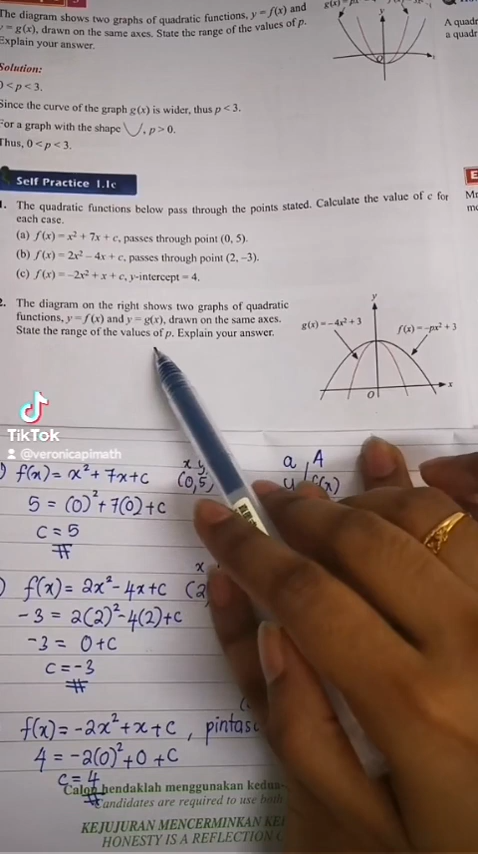 The diagram shows two graphs of quadratic functions, y = f(x) and
y = g(x), drawn on the same axes. State the range of the values of p.
Explain your answer.
y
x
A quadr
a quadr
Solution:
0 < p < 3.
Since the curve of the graph g(x) is wider, thus p < 3.
For a graph with the shape , p > 0.
Thus, 0 < p < 3.
Self Practice 1.1c
1. The quadratic functions below pass through the points stated. Calculate the value of c for
each case.
(a) f(x) = x² + 7x + c, passes through point (0, 5).
(b) f(x) = 2x² – 4x + c, passes through point (2, –3).
(c) f(x) = –2x² + x + c, y-intercept = 4.
2. The diagram on the right shows two graphs of quadratic
functions, y = f(x) and y = g(x), drawn on the same axes.
State the range of the values of p. Explain your answer.
y
g(x) = –4x² + 3
f(x) = –px² + 3
x
O
TikTok
@veronicapimath
) f(x) = x² + 7x + c
x y
(0,5)
5 = (0)² + 7(0) + c
c = 5
a
A
y
f(x)
) f(x) = 2x² - 4x + c
x
(2
-3 = 2(2)² - 4(2) + c
-3 = 0 + c
c = -3
f(x) = -2x² + x + c , pintas
4 = -2(0)² + 0 + c
c = 4
Calon hendaklah menggunakan kedua-
Candidates are required to use both
KEJUJURAN MENCERMINKAN KE
HONESTY IS A REFLECTION